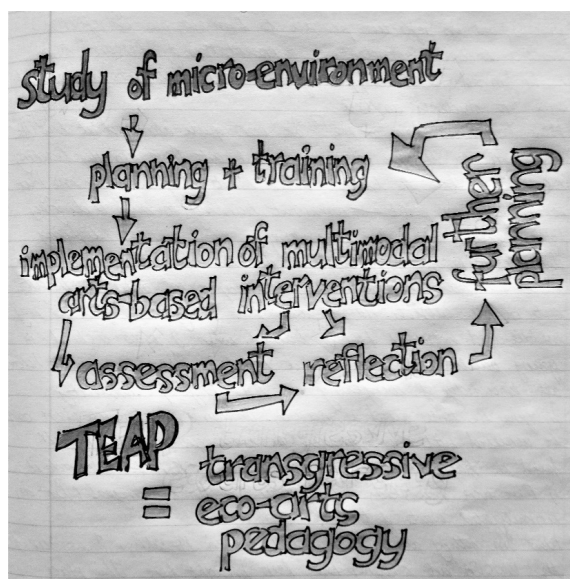 study of micro-environment
planning + training
further
planning
implementation of multimodal
arts-based interventions
assessment
reflection
TEAP
transgressive
= eco-arts
pedagogy